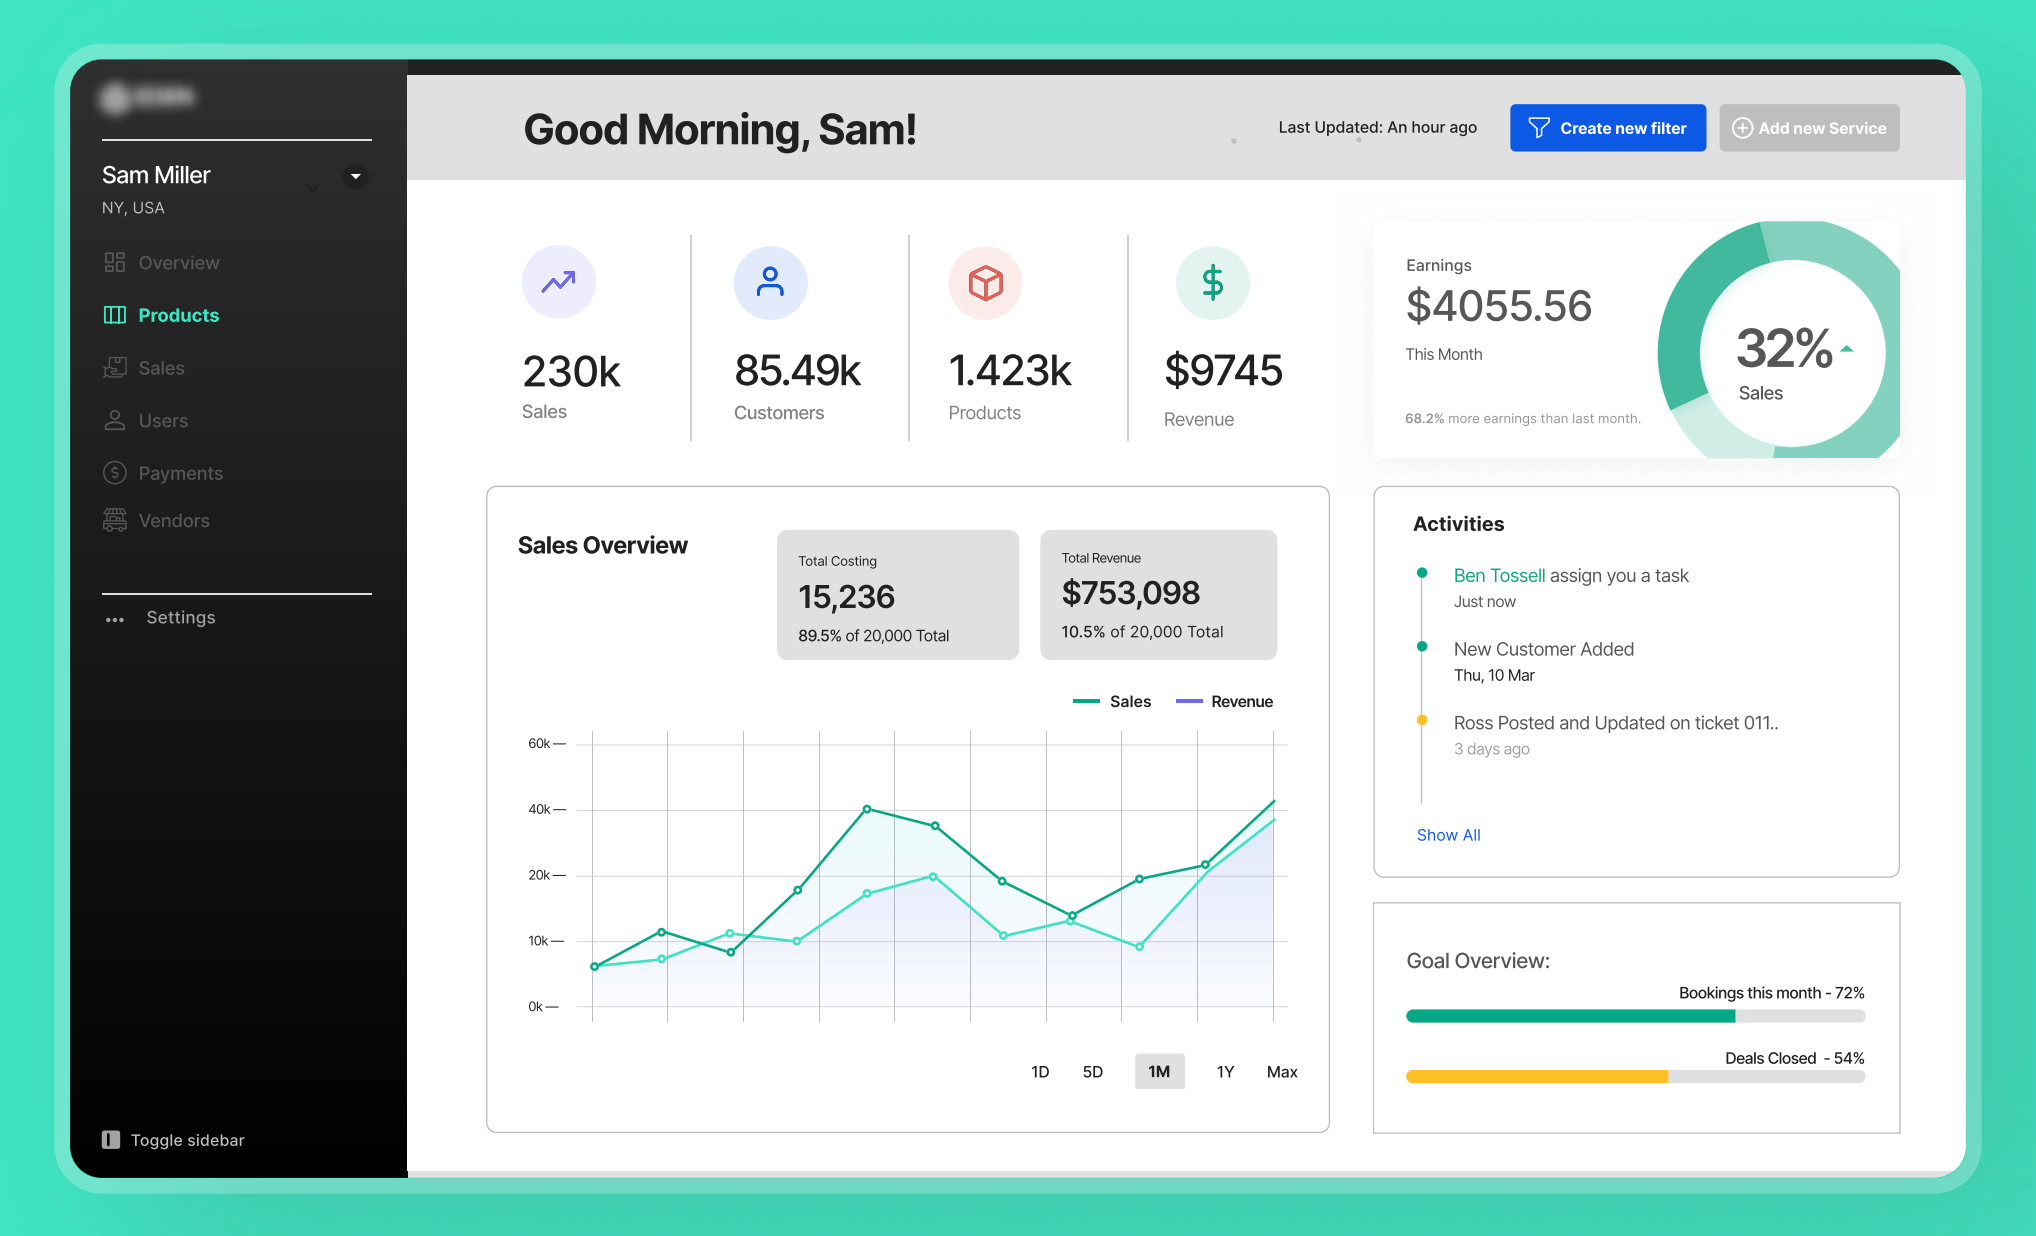 Sam Miller
NY, USA
Overview
Products
Sales
Users
Payments
Vendors
Settings
Toggle sidebar
Good Morning, Sam!
Last Updated: An hour ago
Create new filter
Add new Service
230k
Sales
85.49k
Customers
1.423k
Products
$9745
Revenue
Earnings
$4055.56
This Month
68.2% more earnings than last month.
32%
Sales
Sales Overview
Total Costing
15,236
89.5% of 20,000 Total
Total Revenue
$753,098
10.5% of 20,000 Total
Sales
Revenue
60k
40k
20k
10k
0k
1D
5D
1M
1Y
Max
Activities
Ben Tossell assign you a task
Just now
New Customer Added
Thu, 10 Mar
Ross Posted and Updated on ticket 011..
3 days ago
Show All
Goal Overview:
Bookings this month - 72%
Deals Closed - 54%